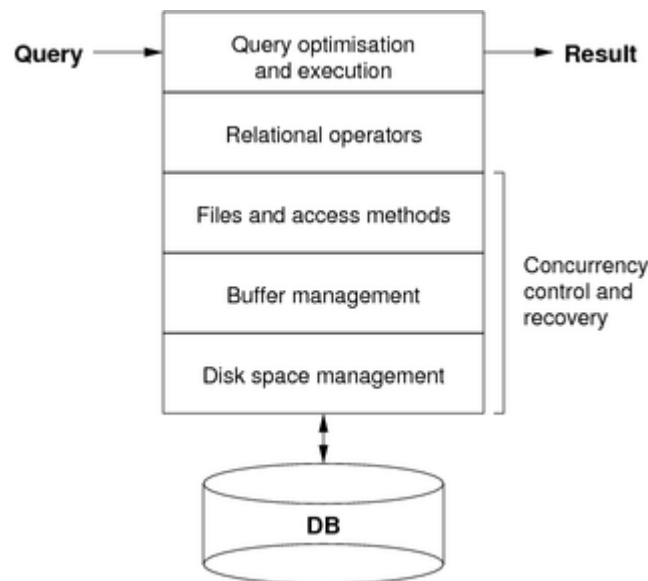 Query
Query optimisation
and execution
Result
Relational operators
Files and access methods
Buffer management
Disk space management
Concurrency
control and
recovery
DB